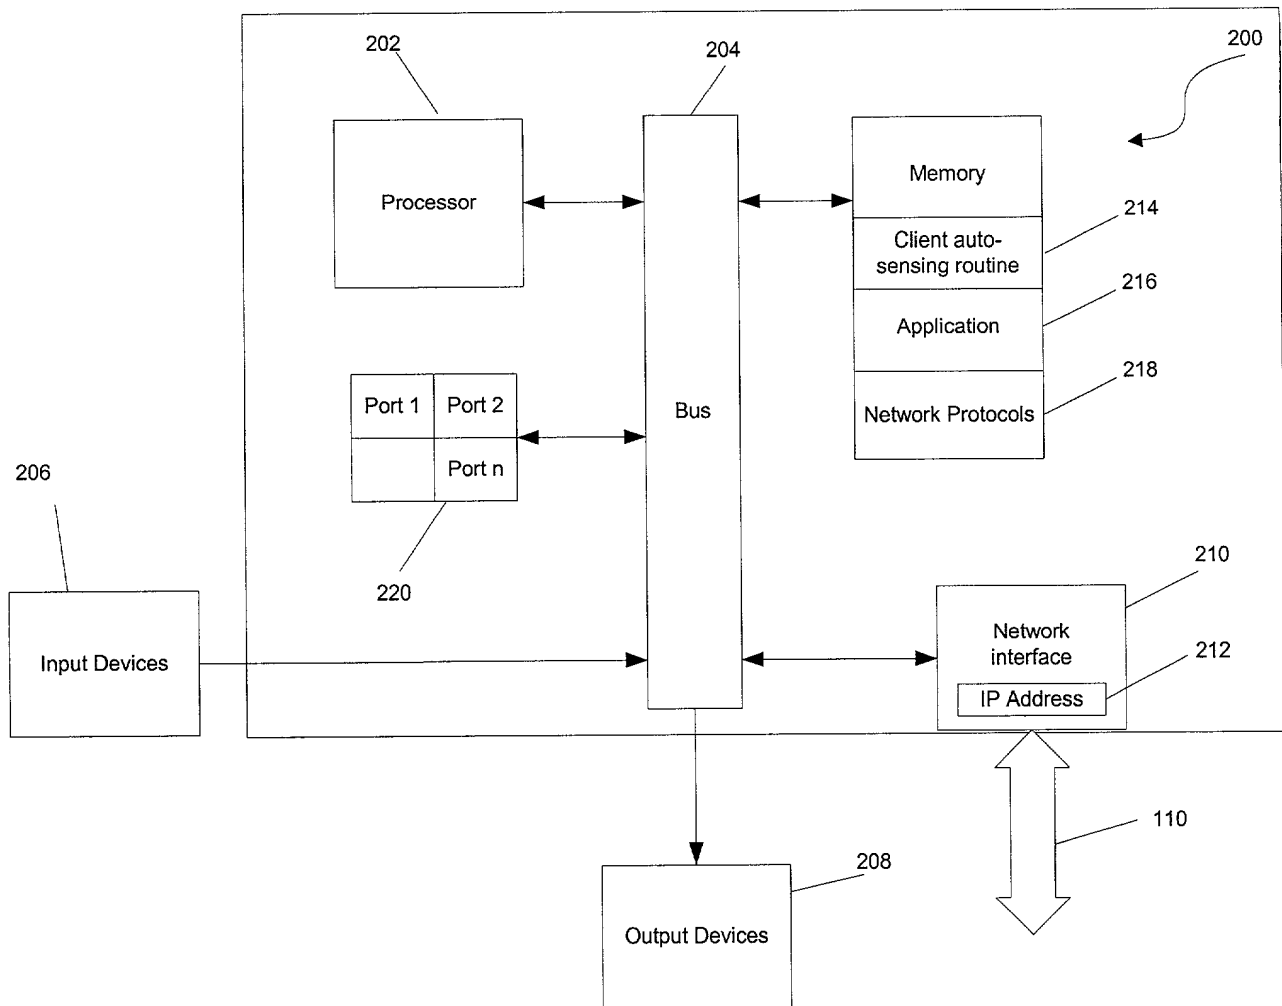 202
204
200
Processor
Memory
214
Client auto-
sensing routine
216
Application
218
Network Protocols
Port 1
Port 2
Port n
Bus
206
220
210
Input Devices
Network
interface
212
IP Address
110
208
Output Devices